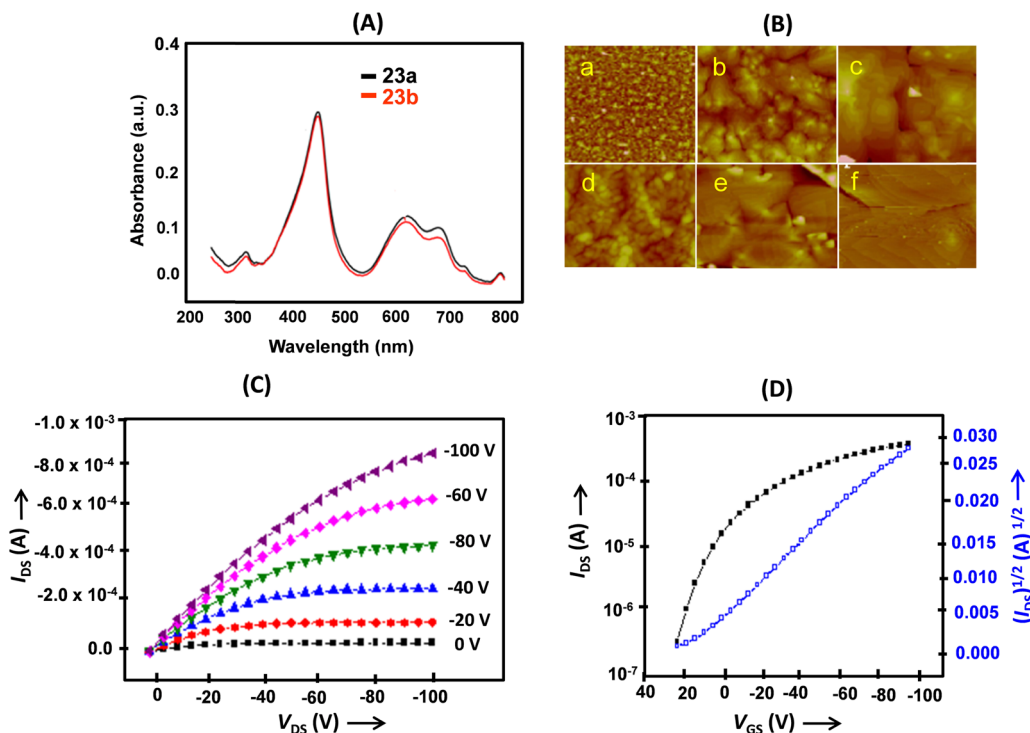 (A)
0.4
0.3
0.2
0.1
0.0
Absorbance (a.u.)
23a
23b
200 300 400 500 600 700 800
Wavelength (nm)
(B)
a b c
d e f
(C)
-1.0 x 10-3
-8.0 x 10-4
-6.0 x 10-4
-4.0 x 10-4
-2.0 x 10-4
0.0
IDS (A)
-100 V
-60 V
-80 V
-40 V
-20 V
0 V
0 -20 -40 -60 -80 -100
VDS (V)
(D)
10-3
10-4
10-5
10-6
10-7
IDS (A)
0.030
0.025
0.020
0.015
0.010
0.005
0.000
(IDS)1/2 (A) 1/2
40 20 0 -20 -40 -60 -80 -100
VGS (V)